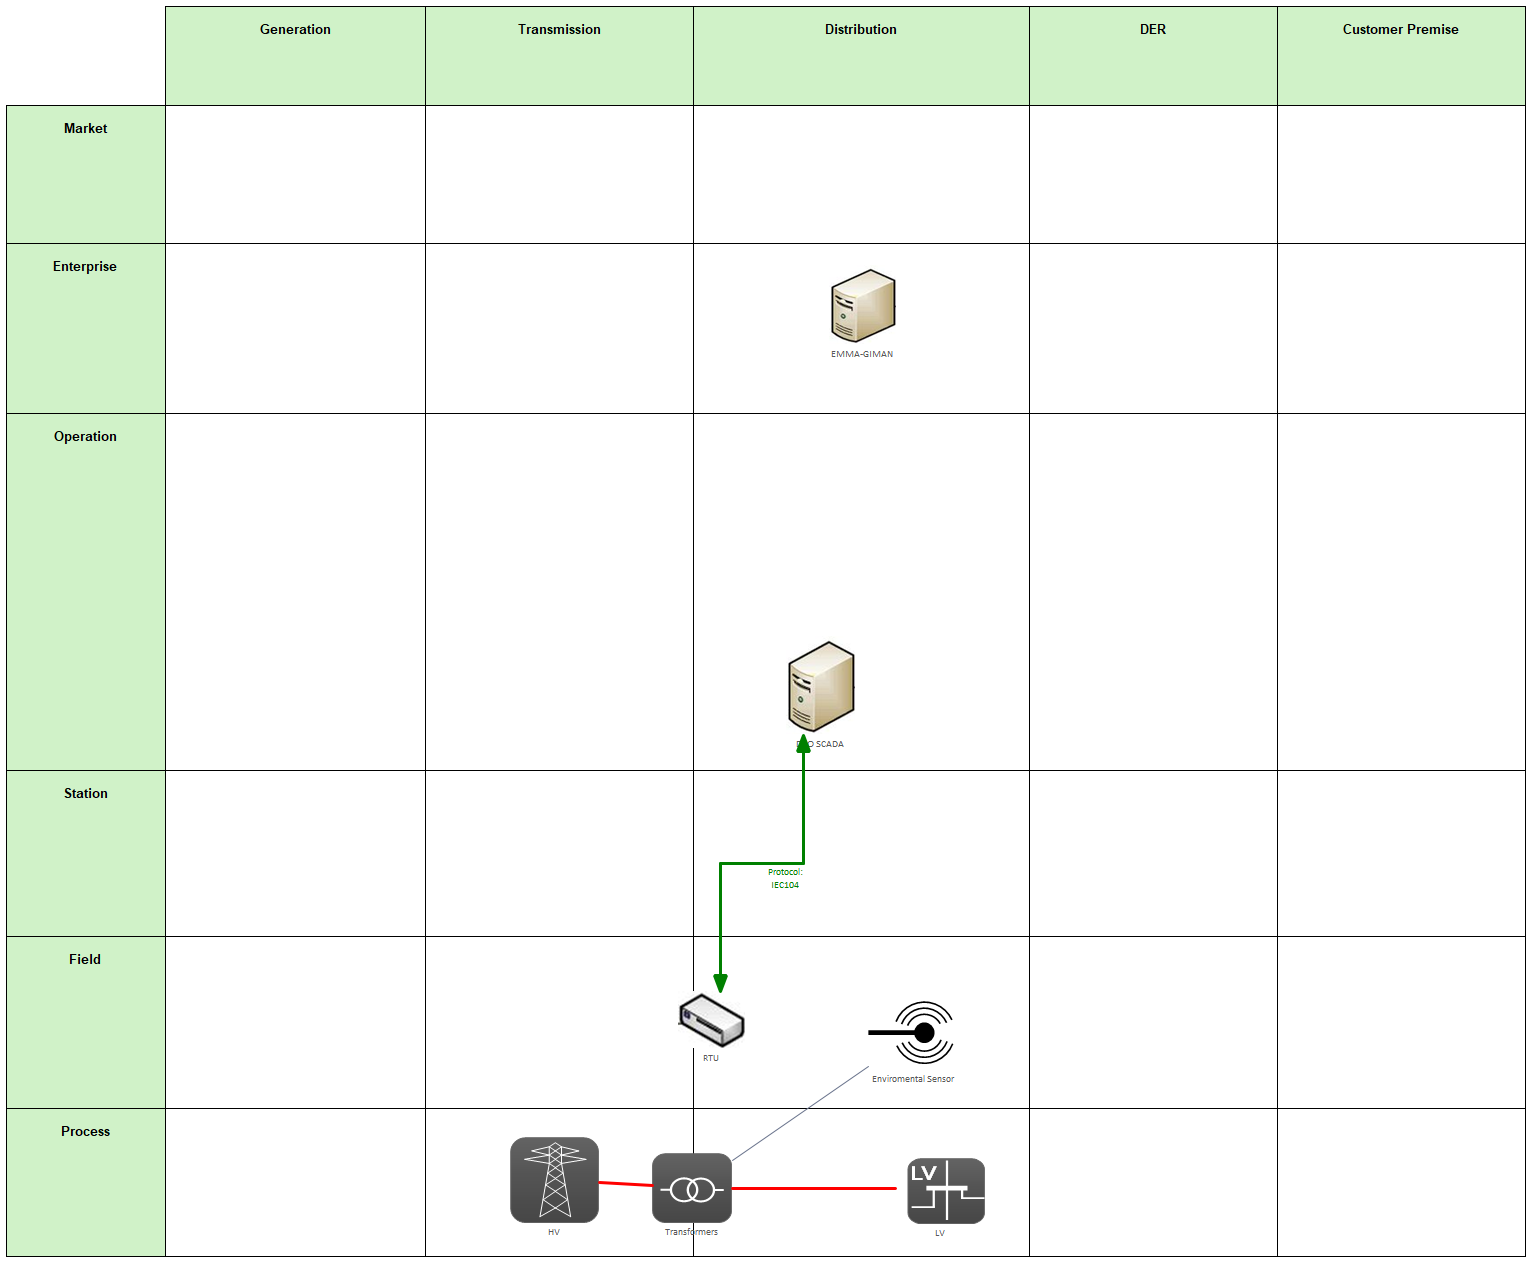 Generation
Transmission
Distribution
DER
Customer Premise
Market
Enterprise
EMMA-GIMAN
Operation
SCADA
Station
Protocol:
IEC104
Field
RTU
Enviromental Sensor
Process
LV
HV
Transformers
LV